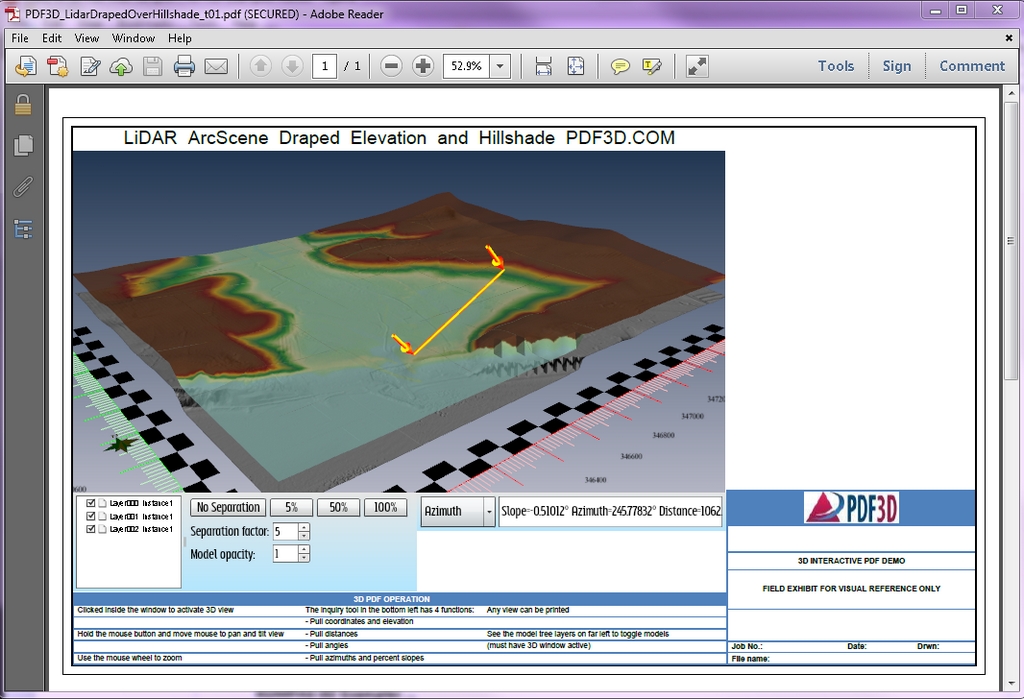 PDF3D_LidarDrapedOverHillshade_t01.pdf (SECURED) - Adobe Reader
File Edit View Window Help
1 / 1 52.9% Tools Sign Comment
LiDAR ArcScene Draped Elevation and Hillshade PDF3D.COM
34720
347000
346800
346600
346400
600
Layer000 Instance1
Layer001 Instance1
Layer002 Instance1
No Separation 5% 50% 100%
Separation factor: 5
Model opacity: 1
Azimuth Slope=-0.51012° Azimuth=245.77832° Distance=1062
PDF3D
3D INTERACTIVE PDF DEMO
FIELD EXHIBIT FOR VISUAL REFERENCE ONLY
Job No.: Date: Drwn:
File name:
3D PDF OPERATION
Clicked inside the window to activate 3D view The inquiry tool in the bottom left has 4 functions: Any view can be printed
- Pull coordinates and elevation
Hold the mouse button and move mouse to pan and tilt view - Pull distances See the model tree layers on far left to toggle models
- Pull angles (must have 3D window active)
Use the mouse wheel to zoom - Pull azimuths and percent slopes